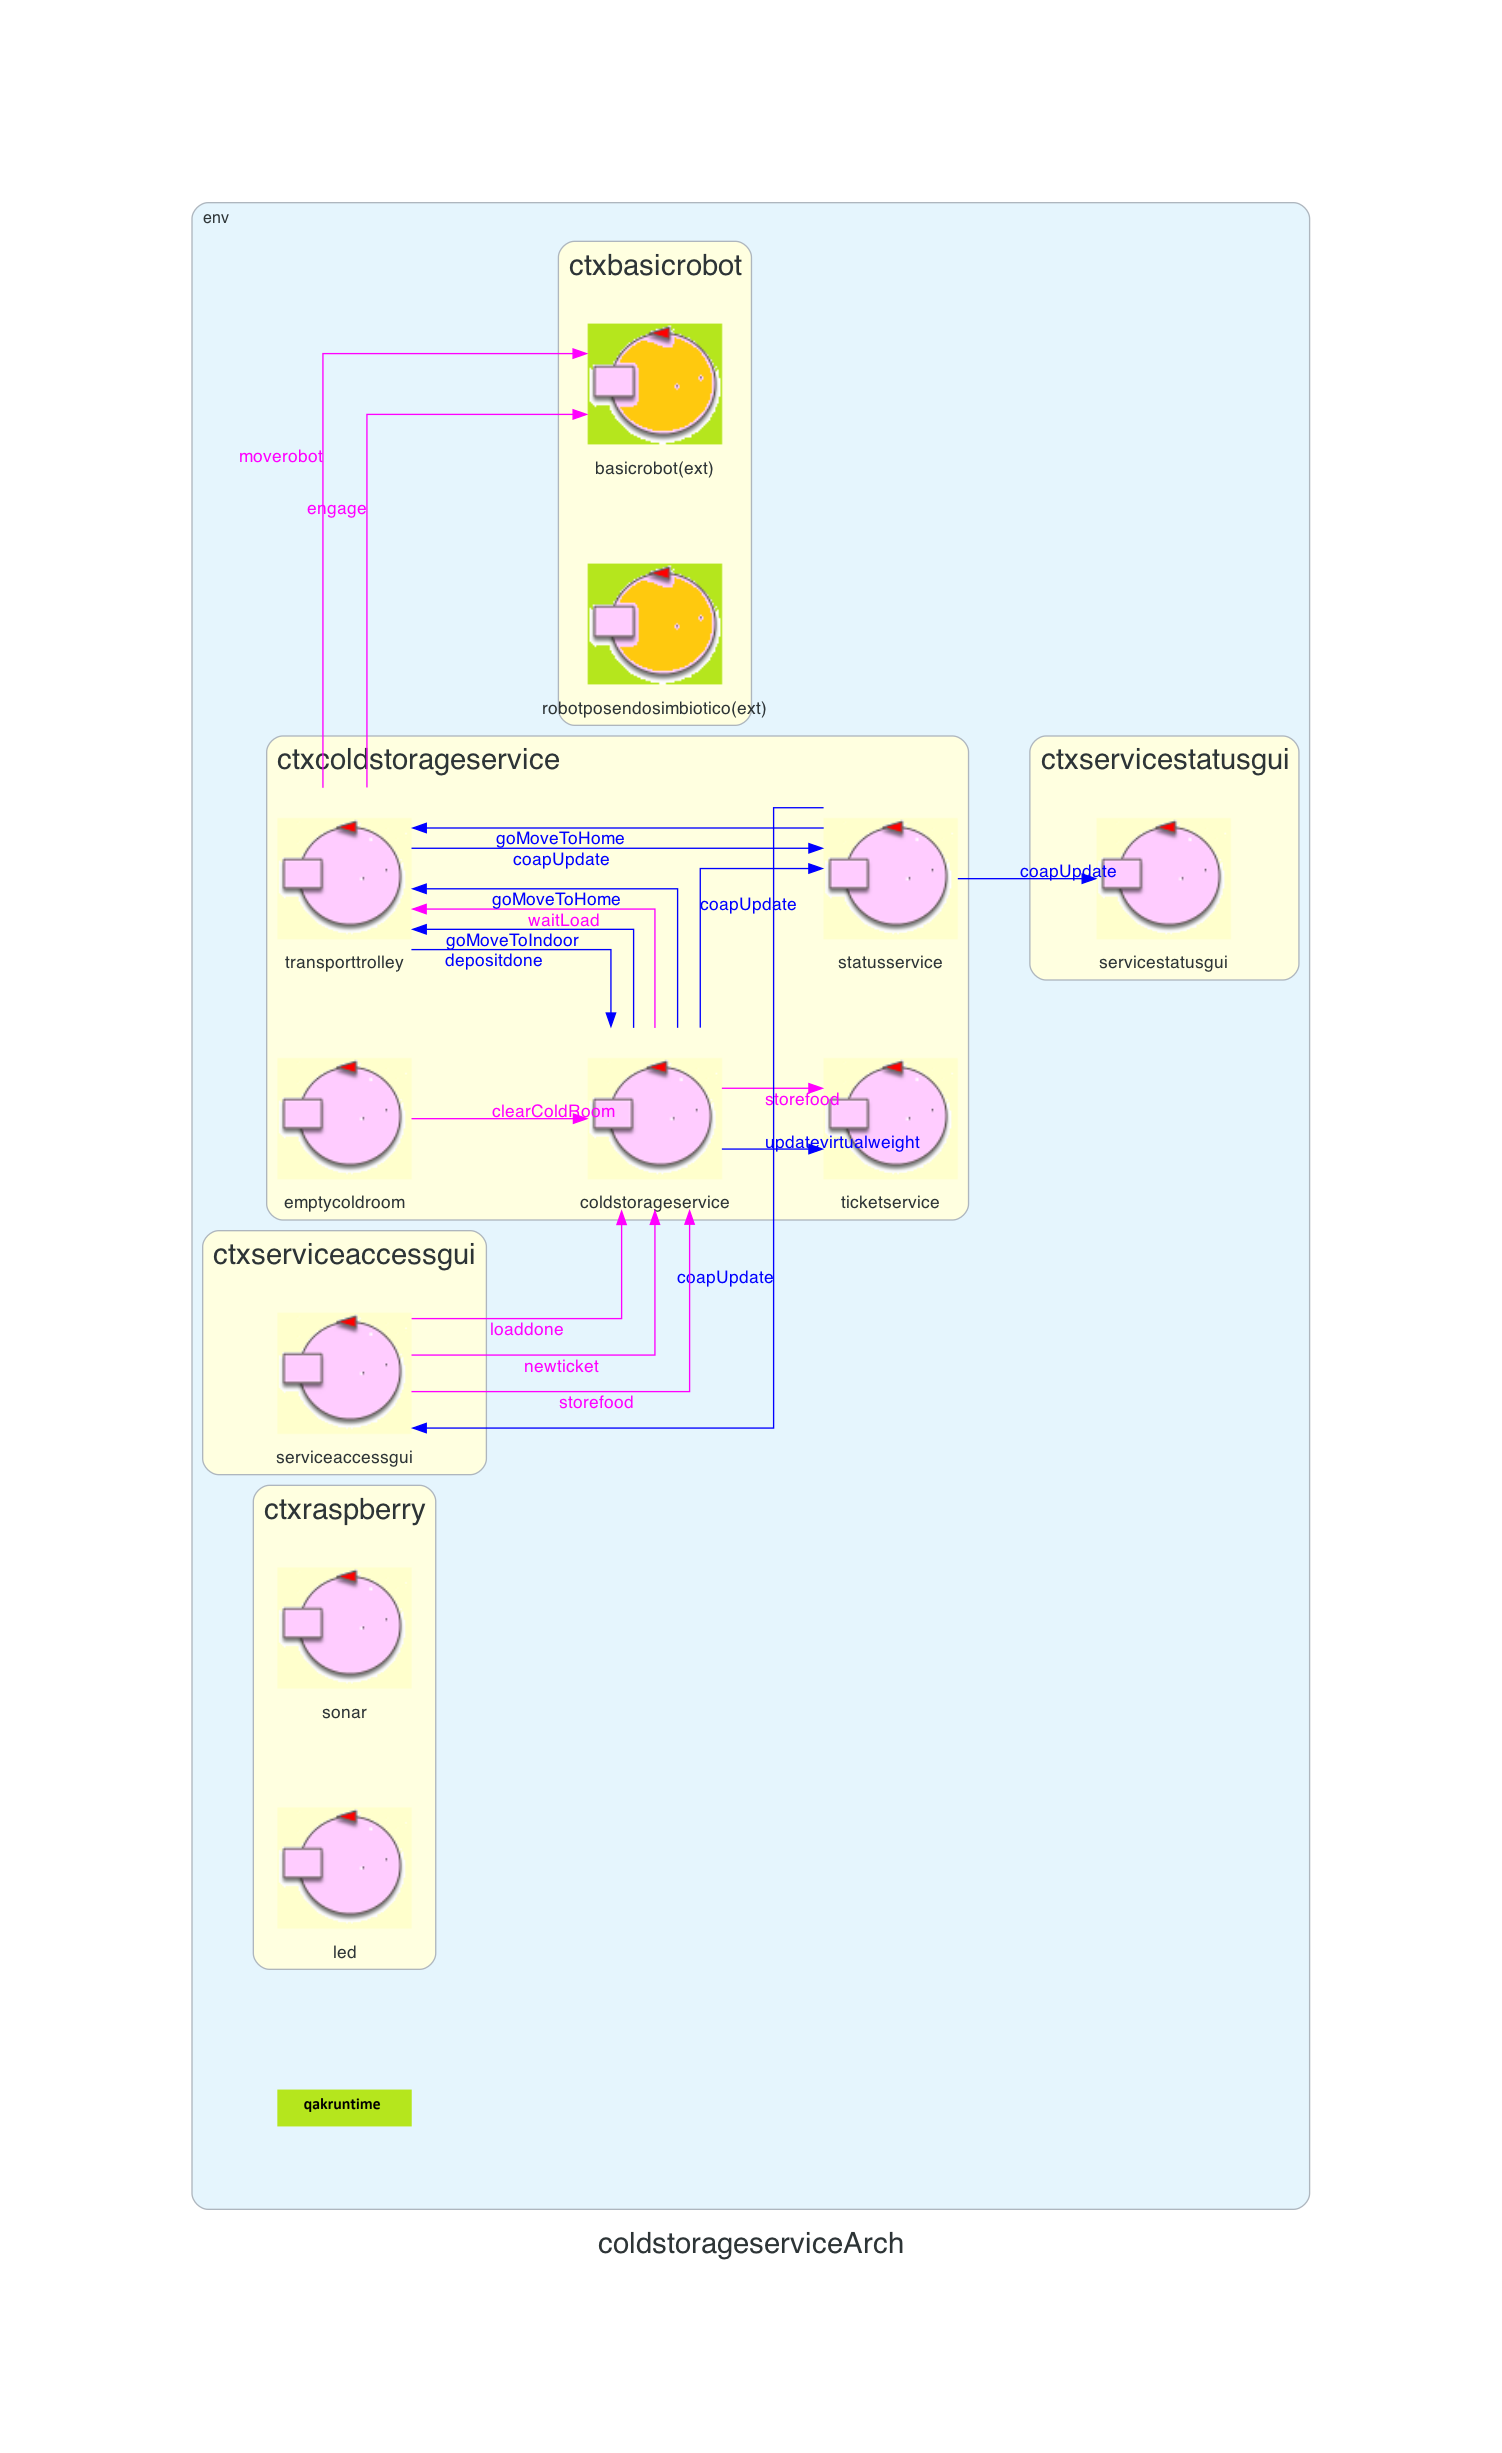 env
ctxbasicrobot
moverobot
basicrobot(ext)
engage
robotposendosimbiotico(ext)
ctxcoldstorageservice
ctxservicestatusgui
goMoveToHome
coapUpdate
coapUpdate
goMoveToHome
coapUpdate
waitLoad
goMoveToIndoor
depositdone
transporttrolley
statusservice
servicestatusgui
storefood
clearColdRoom
updatevirtualweight
emptycoldroom
coldstorageservice
ticketservice
ctxserviceaccessgui
coapUpdate
loaddone
newticket
storefood
serviceaccessgui
ctxraspberry
sonar
led
qakruntime
coldstorageserviceArch